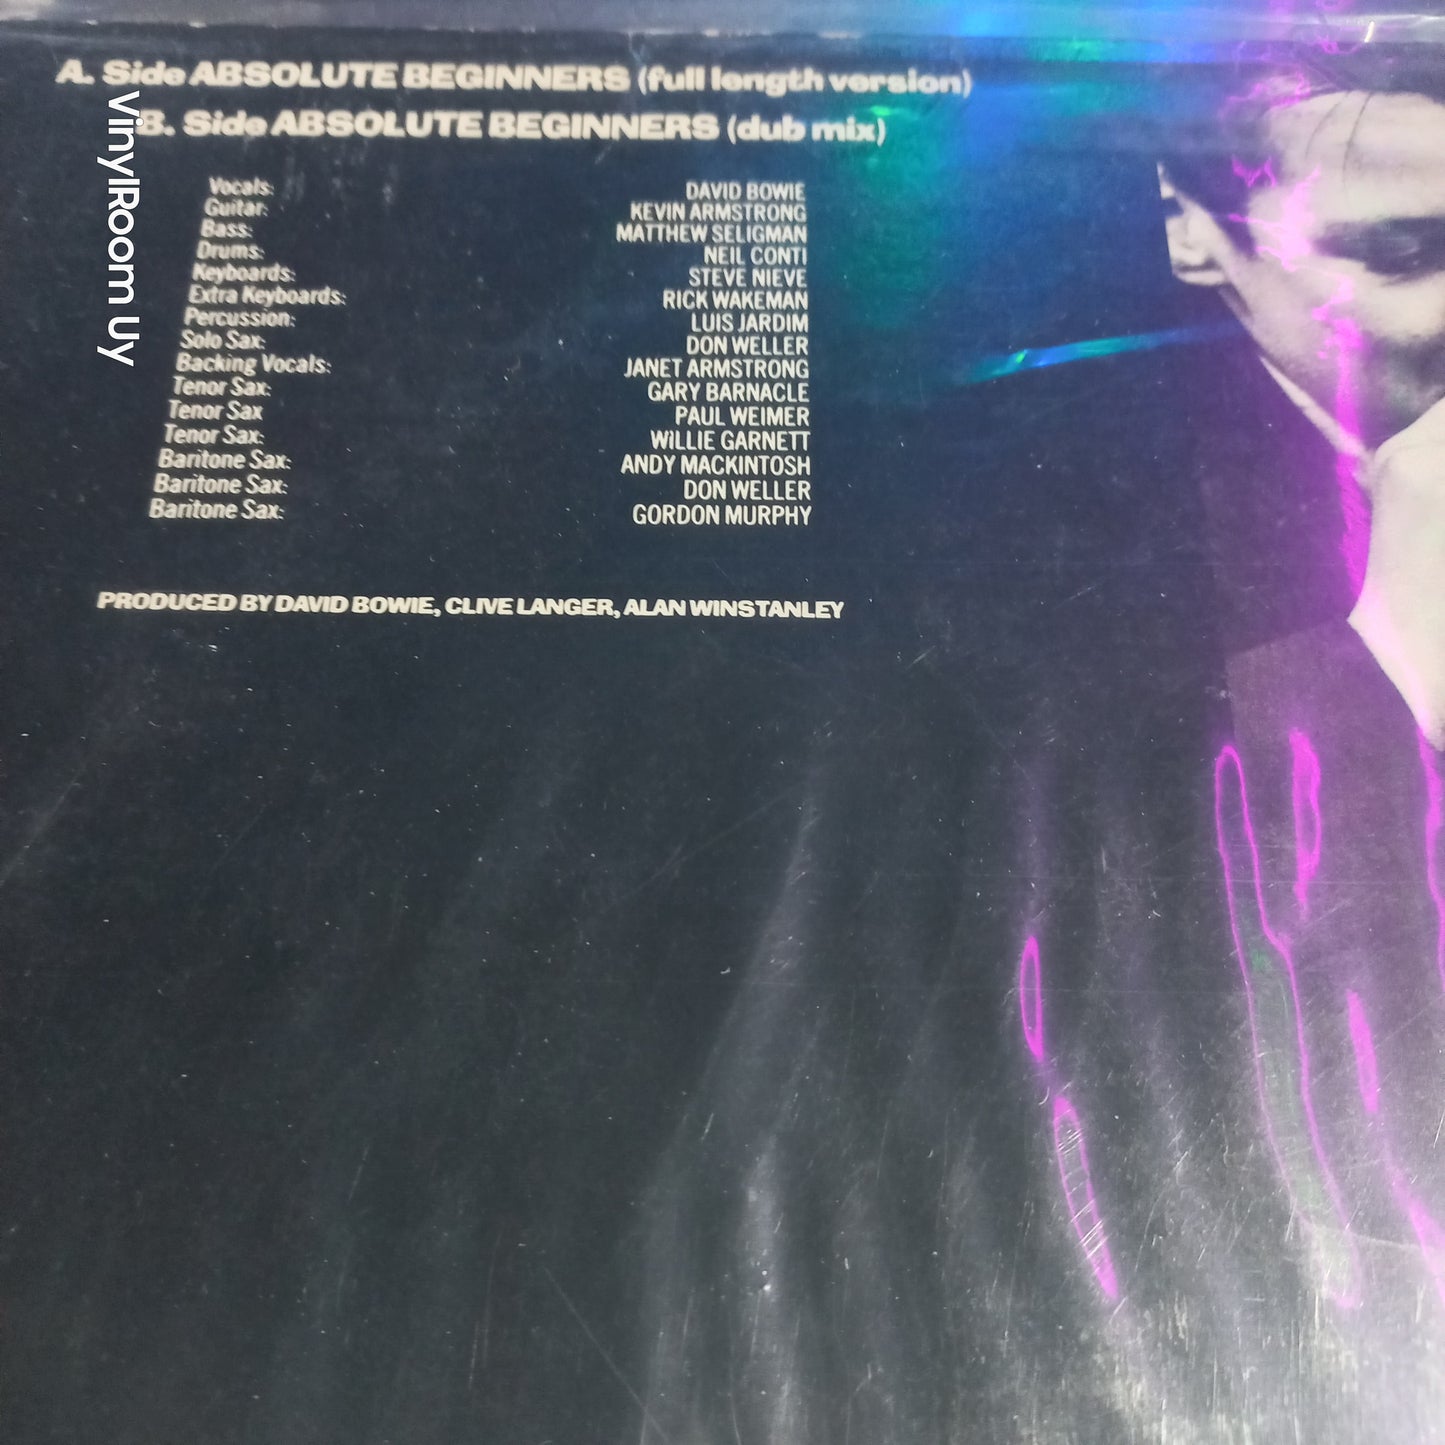 A. Side ABSOLUTE BEGINNERS (full length version)
B. Side ABSOLUTE BEGINNERS (dub mix)
Vocals: DAVID BOWIE
Guitar: KEVIN ARMSTRONG
Bass: MATTHEW SELIGMAN
Drums: NEIL CONTI
Keyboards: STEVE NIEVE
Extra Keyboards: RICK WAKEMAN
Percussion: LUIS JARDIM
Solo Sax: DON WELLER
Backing Vocals: JANET ARMSTRONG
Tenor Sax: GARY BARNACLE
Tenor Sax PAUL WEIMER
Tenor Sax: WILLIE GARNETT
Baritone Sax: ANDY MACKINTOSH
Baritone Sax: DON WELLER
Baritone Sax: GORDON MURPHY
PRODUCED BY DAVID BOWIE, CLIVE LANGER, ALAN WINSTANLEY
VinylRoom Uy